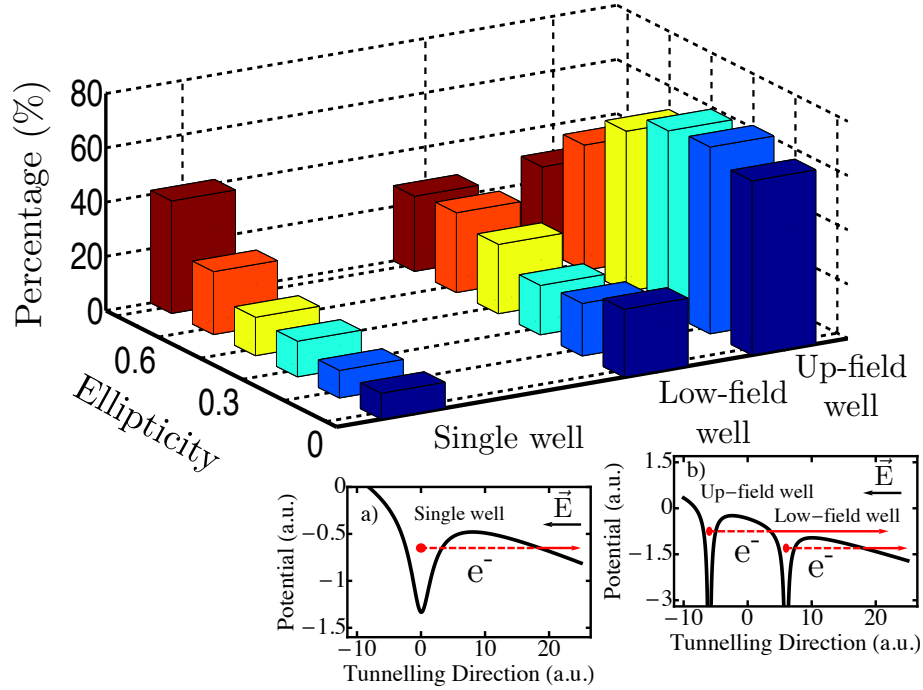 Percentage (%)
80
60
40
20
0
0.6
0.3
0
Ellipticity
Single well
Low-field
well
Up-field
well
a)
Single well
E⃗
e-
0
−0.5
−1
−1.5
Potential (a.u.)
−10 0 10 20
Tunnelling Direction (a.u.)
b)
Up−field well
Low−field well
E⃗
e- e-
1.5
0
−1.5
−3
Potential (a.u.)
−10 0 10 20
Tunnelling Direction (a.u.)